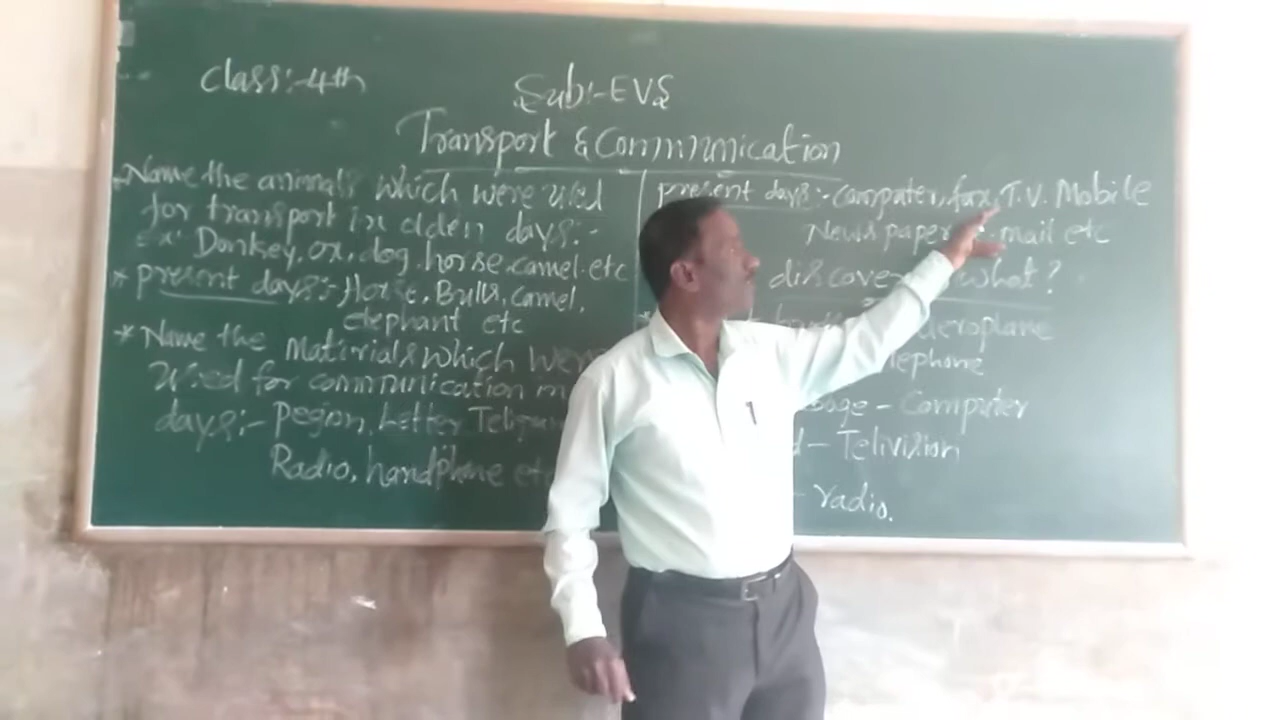 Class:-4th
Sub:-EVS
Transport & Communication
Name the animals which were used
for transport in olden days:-
Ex: Donkey, ox, dog, horse, camel. etc
* present days:- Horse, Bulls, Camel,
elephant etc
* Name the Matirials which were
used for communication in
days:- Pegion, Letter
Radio, handphone etc
present days:- Computer, fax, T.V. Mobile
News paper mail etc
what?
Aeroplane
- Computer
- Telivision
- radio.